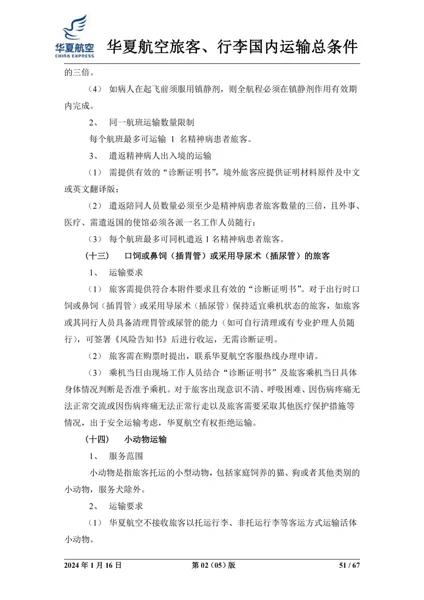 华夏航空
CHINA EXPRESS
华夏航空旅客、行李国内运输总条件
的三倍。
（4） 如病人在起飞前须服用镇静剂，则全航程必须在镇静剂作用有效期
内完成。
2、 同一航班运输数量限制
每个航班最多可运输 1 名精神病患者旅客。
3、 遣返精神病人出入境的运输
（1） 需提供有效的“诊断证明书”，境外旅客应提供证明材料原件及中文
或英文翻译版；
（2） 遣返陪同人员数量必须至少是精神病患者旅客数量的三倍，且外事、
医疗、需遣返国的使馆必须各派一名工作人员随行；
（3） 每个航班最多可同机遣返 1 名精神病患者旅客。
（十三） 口饲或鼻饲（插胃管）或采用导尿术（插尿管）的旅客
1、 运输要求
（1） 旅客需提供符合本附件要求且有效的“诊断证明书”。对于出行时口
饲或鼻饲（插胃管）或采用导尿术（插尿管）保持适宜乘机状态的旅客，如旅客
或其同行人员具备清理胃管或尿管的能力（如可自行清理或有专业护理人员随
行），可签署《风险告知书》后进行收运，无需诊断证明。
（2） 旅客需在购票时提出，联系华夏航空客服热线办理申请。
（3） 乘机当日由现场工作人员结合“诊断证明书”及旅客乘机当日具体
身体情况判断是否准予乘机。对于旅客出现意识不清、呼吸困难、因伤病疼痛无
法正常交流或因伤病疼痛无法正常行走以及旅客需要采取其他医疗保护措施等
情况，出于安全运输考虑，华夏航空有权拒绝运输。
（十四） 小动物运输
1、 服务范围
小动物是指旅客托运的小型动物，包括家庭饲养的猫、狗或者其他类别的
小动物，服务犬除外。
2、 运输要求
（1） 华夏航空不接收旅客以托运行李、非托运行李等客运方式运输活体
小动物。
2024 年 1 月 16 日 第 02（05）版 51 / 67